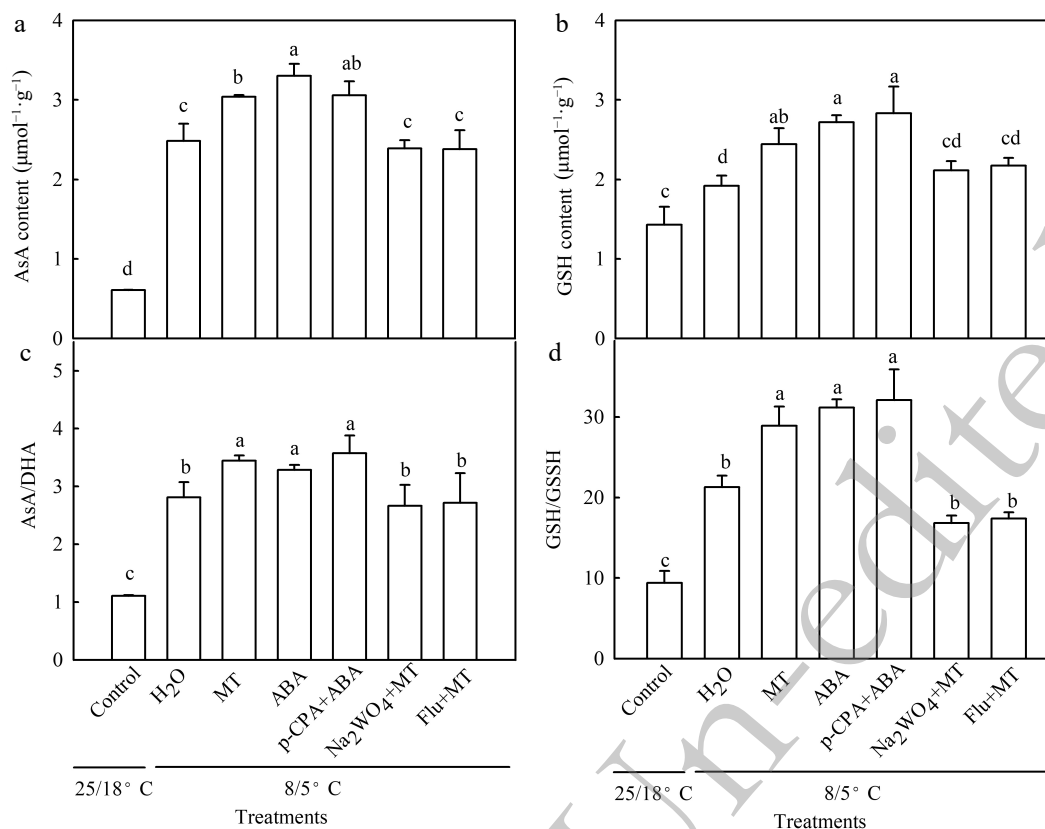 a
4
3
2
1
0
AsA content (μmol⁻¹·g⁻¹)
d
c
b
a
ab
c
c
b
4
3
2
1
0
GSH content (μmol⁻¹·g⁻¹)
c
d
ab
a
a
cd
cd
c
5
4
3
2
1
0
AsA/DHA
c
b
a
a
a
b
b
d
30
20
10
0
GSH/GSSH
c
b
a
a
a
b
b
Control
H₂O
MT
ABA
p-CPA+ABA
Na₂WO₄+MT
Flu+MT
25/18° C
8/5° C
Treatments
Control
H₂O
MT
ABA
p-CPA+ABA
Na₂WO₄+MT
Flu+MT
25/18° C
8/5° C
Treatments
Un-edite